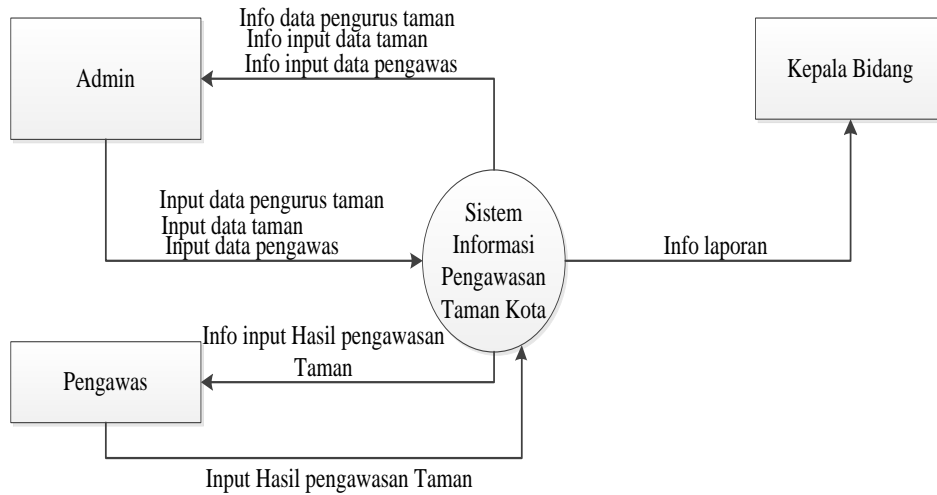 Info data pengurus taman
Info input data taman
Info input data pengawas
Admin
Kepala Bidang
Input data pengurus taman
Input data taman
Input data pengawas
Sistem
Informasi
Pengawasan
Taman Kota
Info laporan
Info input Hasil pengawasan
Taman
Pengawas
Input Hasil pengawasan Taman